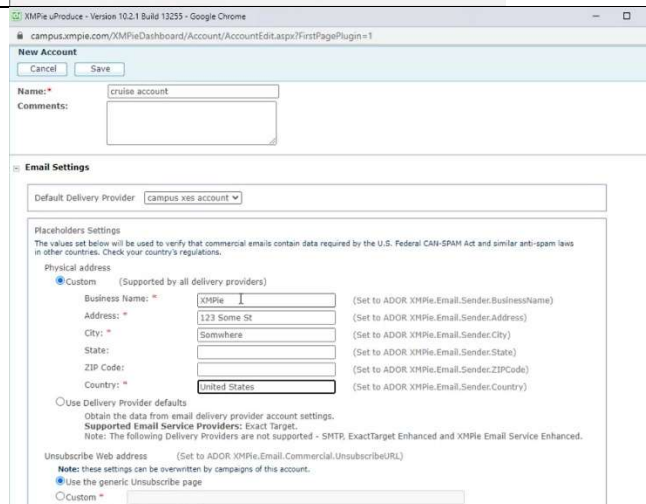 XMPie uProduce - Version 10.2.1 Build 13255 - Google Chrome
campus.xmpie.com/XMPieDashboard/Account/AccountEdit.aspx?FirstPagePlugin=1
New Account
Cancel Save
Name:* cruise account
Comments:
Email Settings
Default Delivery Provider campus xes account
Placeholders Settings
The values set below will be used to verify that commercial emails contain data required by the U.S. Federal CAN-SPAM Act and similar anti-spam laws
in other countries. Check your country's regulations.
Physical address
Custom (Supported by all delivery providers)
Business Name: * XMPie (Set to ADOR XMPie.Email.Sender.BusinessName)
Address: * 123 Some St (Set to ADOR XMPie.Email.Sender.Address)
City: * Somwhere (Set to ADOR XMPie.Email.Sender.City)
State: (Set to ADOR XMPie.Email.Sender.State)
ZIP Code: (Set to ADOR XMPie.Email.Sender.ZIPCode)
Country: * United States (Set to ADOR XMPie.Email.Sender.Country)
Use Delivery Provider defaults
Obtain the data from email delivery provider account settings.
Supported Email Service Providers: Exact Target.
Note: The following Delivery Providers are not supported - SMTP, ExactTarget Enhanced and XMPie Email Service Enhanced.
Unsubscribe Web address (Set to ADOR XMPie.Email.Commercial.UnsubscribeURL)
Note: these settings can be overwritten by campaigns of this account.
Use the generic Unsubscribe page
Custom *